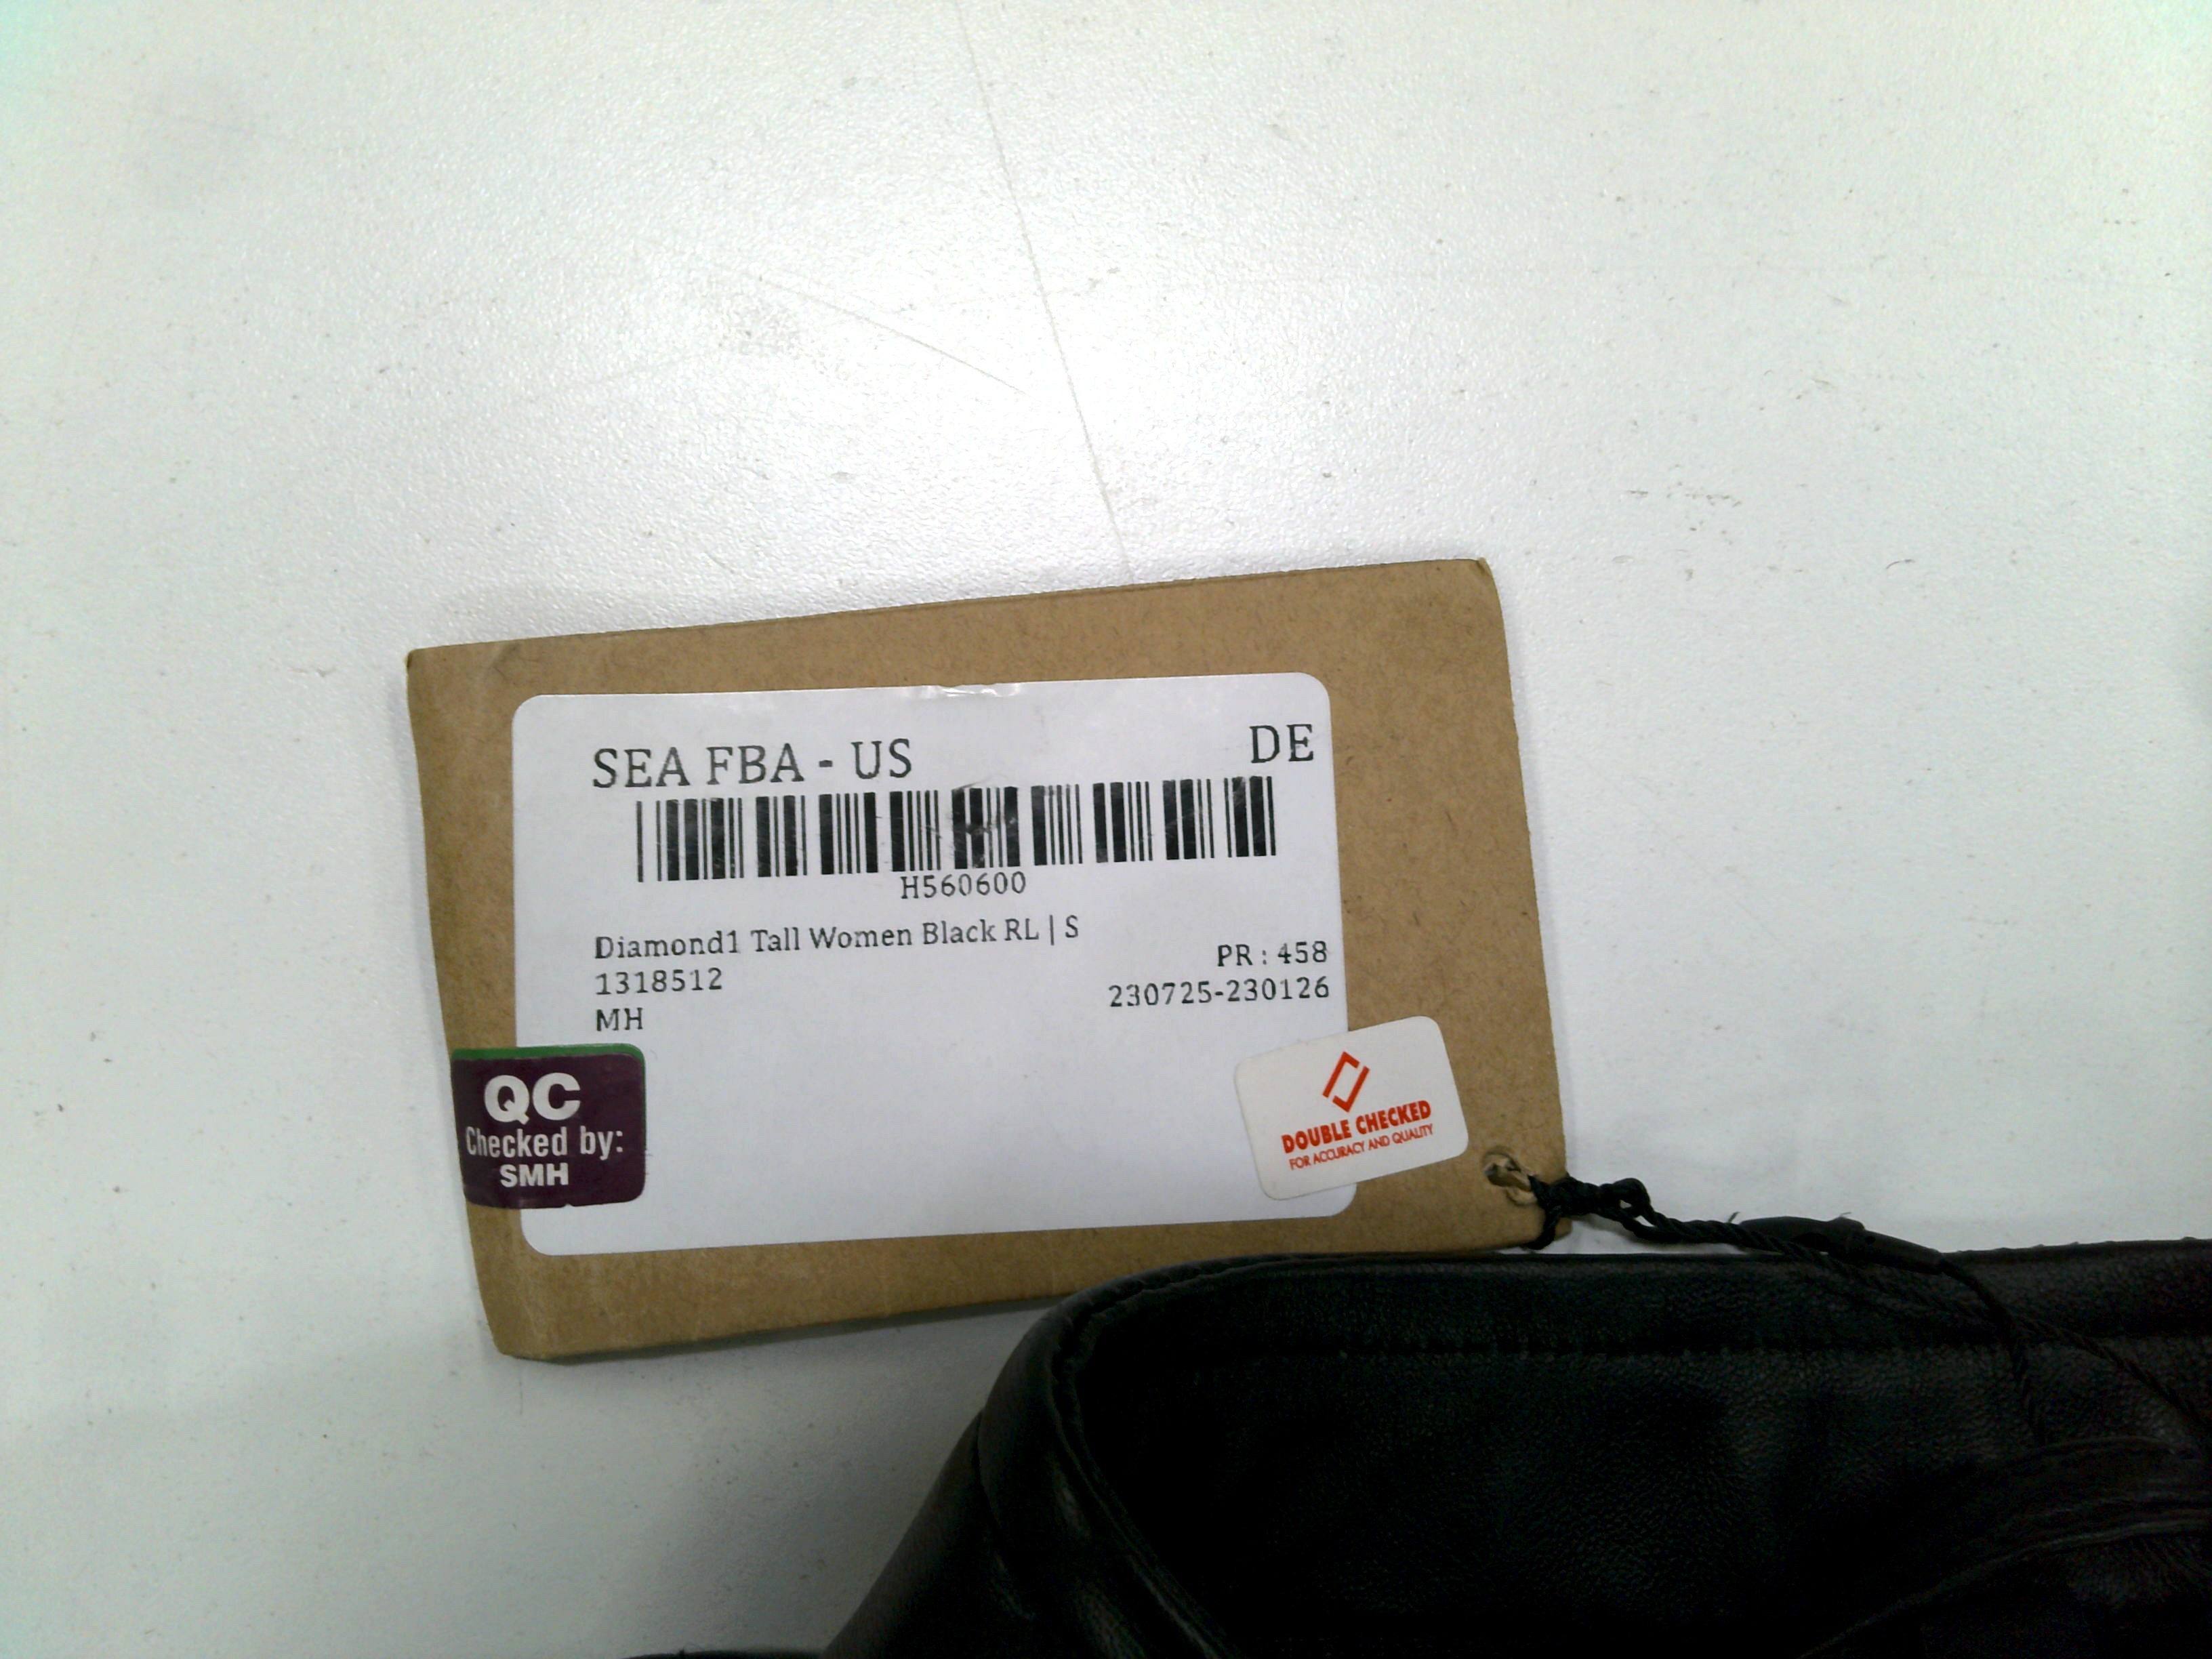 SEA FBA - US DE
H560600
Diamond1 Tall Women Black RL | S
1318512 PR : 458
MH 230725-230126
QC
Checked by:
SMH
DOUBLE CHECKED
FOR ACCURACY AND QUALITY